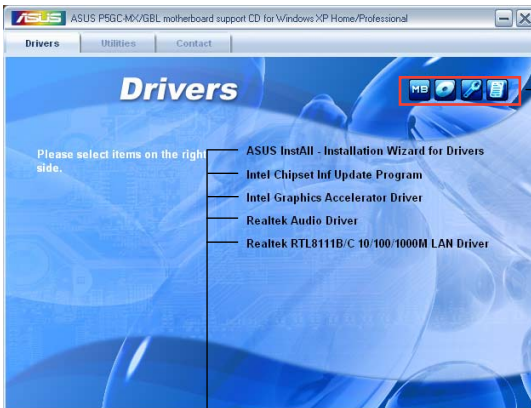 ASUS ASUS P5GC-MX/GBL motherboard support CD for Windows XP Home/Professional
Drivers Utilities Contact
Drivers
MB
Please select items on the right
side.
ASUS InstAll - Installation Wizard for Drivers
Intel Chipset Inf Update Program
Intel Graphics Accelerator Driver
Realtek Audio Driver
Realtek RTL8111B/C 10/100/1000M LAN Driver